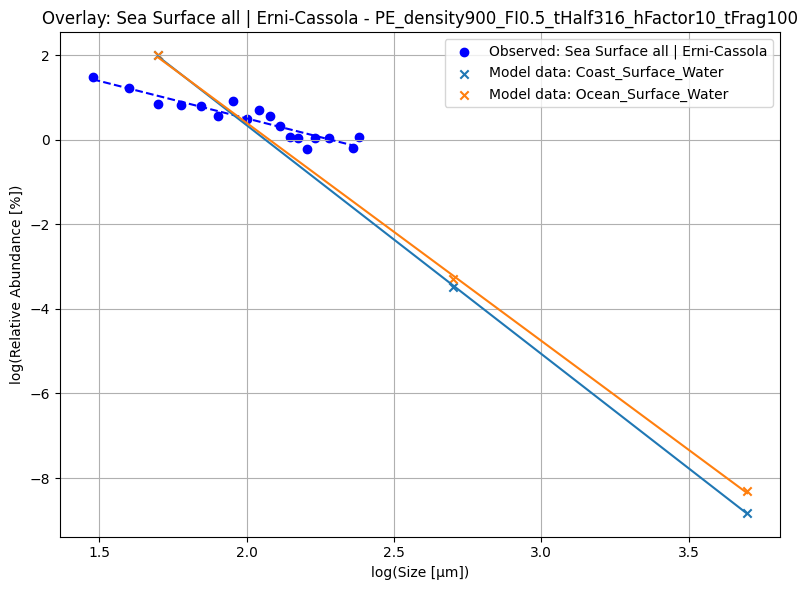 Overlay: Sea Surface all | Erni-Cassola - PE_density900_FI0.5_tHalf316_hFactor10_tFrag100
Observed: Sea Surface all | Erni-Cassola
Model data: Coast_Surface_Water
Model data: Ocean_Surface_Water
log(Relative Abundance [%])
2
0
−2
−4
−6
−8
1.5
2.0
2.5
3.0
3.5
log(Size [μm])